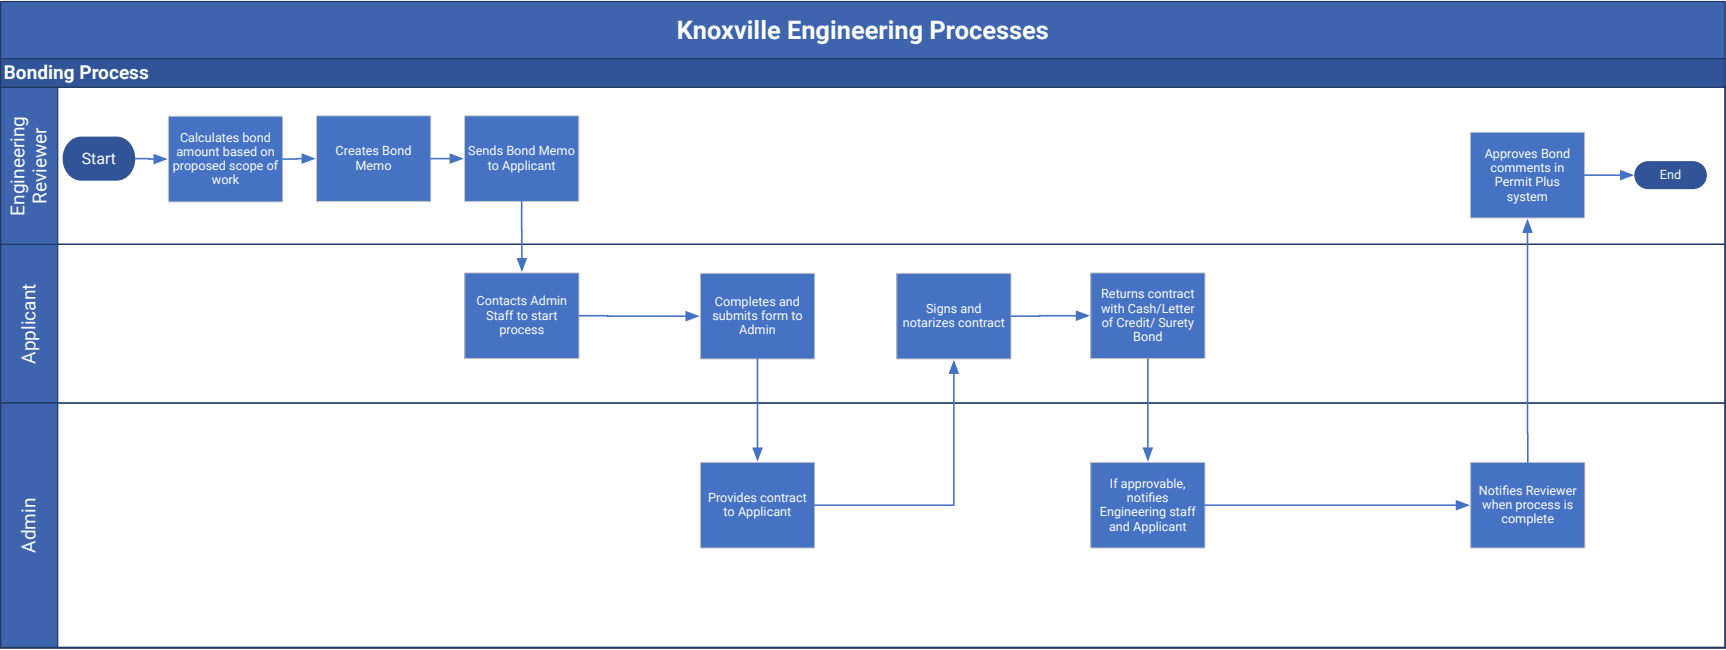 Knoxville Engineering Processes
Bonding Process
Engineering
Reviewer
Start
Calculates bond
amount based on
proposed scope of
work
Creates Bond
Memo
Sends Bond Memo
to Applicant
Approves Bond
comments in
Permit Plus
system
End
Applicant
Contacts Admin
Staff to start
process
Completes and
submits form to
Admin
Signs and
notarizes contract
Returns contract
with Cash/Letter
of Credit/ Surety
Bond
Admin
Provides contract
to Applicant
If approvable,
notifies
Engineering staff
and Applicant
Notifies Reviewer
when process is
complete